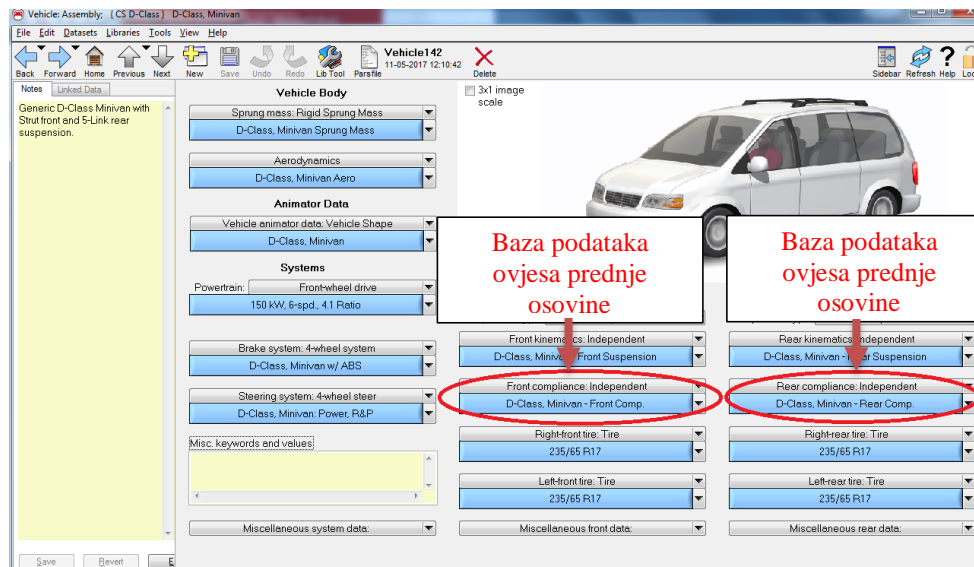 Vehicle: Assembly; { CS D-Class } D-Class, Minivan
File Edit Datasets Libraries Tools View Help
Back Forward Home Previous Next New Save Undo Redo Lib Tool Parsfile
Vehicle142
11-05-2017 12:10:42
Delete
Sidebar Refresh Help
Notes Linked Data
Generic D-Class Minivan with
Strut front and 5-Link rear
suspension.
Save Revert
Vehicle Body
Sprung mass: Rigid Sprung Mass
D-Class, Minivan Sprung Mass
Aerodynamics
D-Class, Minivan Aero
Animator Data
Vehicle animator data: Vehicle Shape
D-Class, Minivan
Systems
Powertrain: Front-wheel drive
150 kW, 6-spd., 4.1 Ratio
Brake system: 4-wheel system
D-Class, Minivan w/ ABS
Steering system: 4-wheel steer
D-Class, Minivan: Power, R&P
Misc. keywords and values
Miscellaneous system data:
3x1 image
scale
Baza podataka
ovjesa prednje
osovine
Baza podataka
ovjesa prednje
osovine
Front kinematics: Independent
D-Class, Minivan - Front Suspension
Front compliance: Independent
D-Class, Minivan - Front Comp.
Right-front tire: Tire
235/65 R17
Left-front tire: Tire
235/65 R17
Miscellaneous front data:
Rear kinematics: Independent
D-Class, Minivan - Rear Suspension
Rear compliance: Independent
D-Class, Minivan - Rear Comp.
Right-rear tire: Tire
235/65 R17
Left-rear tire: Tire
235/65 R17
Miscellaneous rear data: